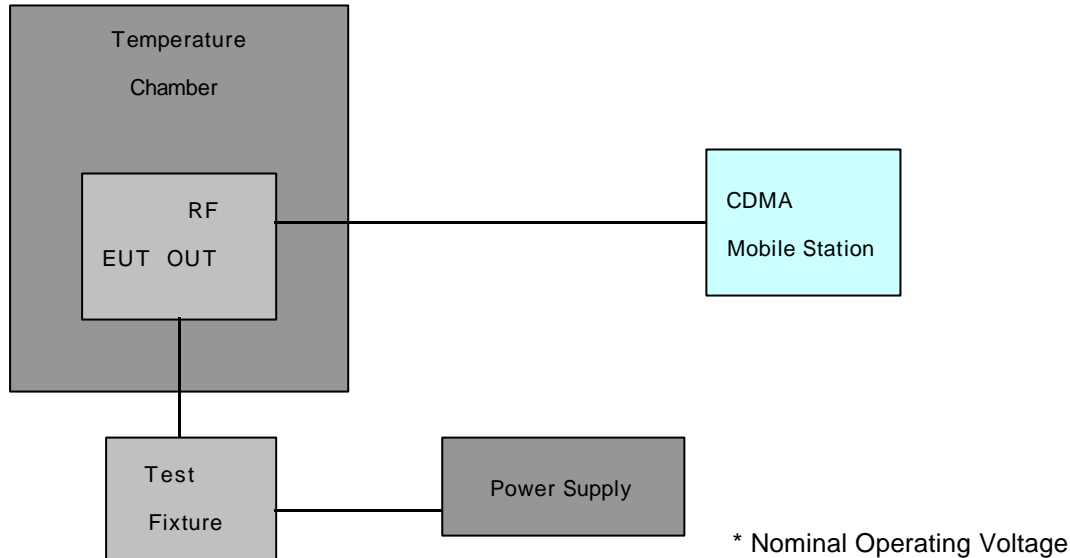 Temperature
Chamber
RF
EUT OUT
CDMA
Mobile Station
Test
Fixture
Power Supply
* Nominal Operating Voltage